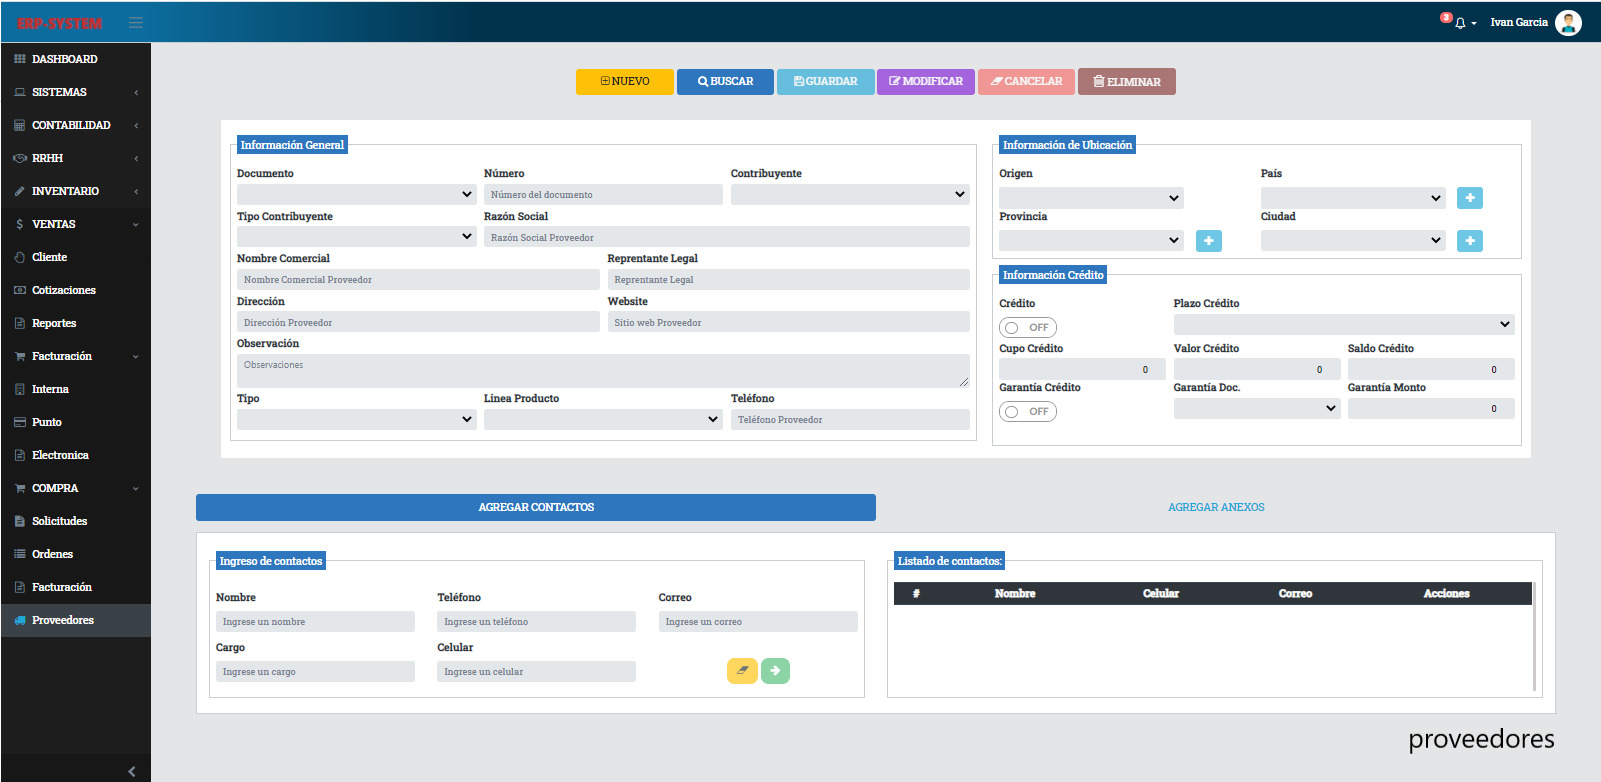 ERP-SYSTEM
3
Ivan Garcia
DASHBOARD
SISTEMAS
CONTABILIDAD
RRHH
INVENTARIO
VENTAS
Cliente
Cotizaciones
Reportes
Facturación
Interna
Punto
Electronica
COMPRA
Solicitudes
Ordenes
Facturación
Proveedores
NUEVO BUSCAR GUARDAR MODIFICAR CANCELAR ELIMINAR
Información General
Documento Número Contribuyente
Número del documento
Tipo Contribuyente Razón Social
Razón Social Proveedor
Nombre Comercial Reprentante Legal
Nombre Comercial Proveedor Reprentante Legal
Dirección Website
Dirección Proveedor Sitio web Proveedor
Observación
Observaciones
Tipo Linea Producto Teléfono
Teléfono Proveedor
Información de Ubicación
Origen País
Provincia Ciudad
Información Crédito
Crédito Plazo Crédito
OFF
Cupo Crédito Valor Crédito Saldo Crédito
0 0 0
Garantía Crédito Garantía Doc. Garantía Monto
OFF 0
AGREGAR CONTACTOS AGREGAR ANEXOS
Ingreso de contactos
Nombre Teléfono Correo
Ingrese un nombre Ingrese un teléfono Ingrese un correo
Cargo Celular
Ingrese un cargo Ingrese un celular
Listado de contactos:
# Nombre Celular Correo Acciones
proveedores